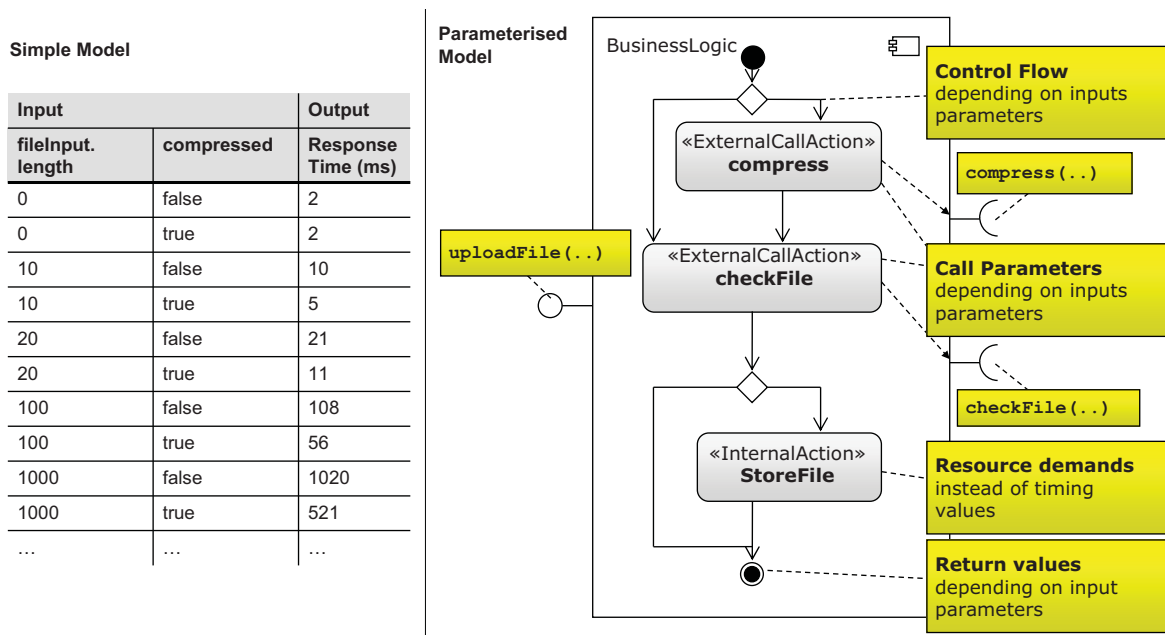 Simple Model
Input Output
fileInput. compressed Response
length Time (ms)
0 false 2
0 true 2
10 false 10
10 true 5
20 false 21
20 true 11
100 false 108
100 true 56
1000 false 1020
1000 true 521
… … …
Parameterised
Model
BusinessLogic
Control Flow
depending on inputs
parameters
«ExternalCallAction»
compress
compress(..)
uploadFile(..)
«ExternalCallAction»
checkFile
Call Parameters
depending on inputs
parameters
checkFile(..)
«InternalAction»
StoreFile
Resource demands
instead of timing
values
Return values
depending on input
parameters